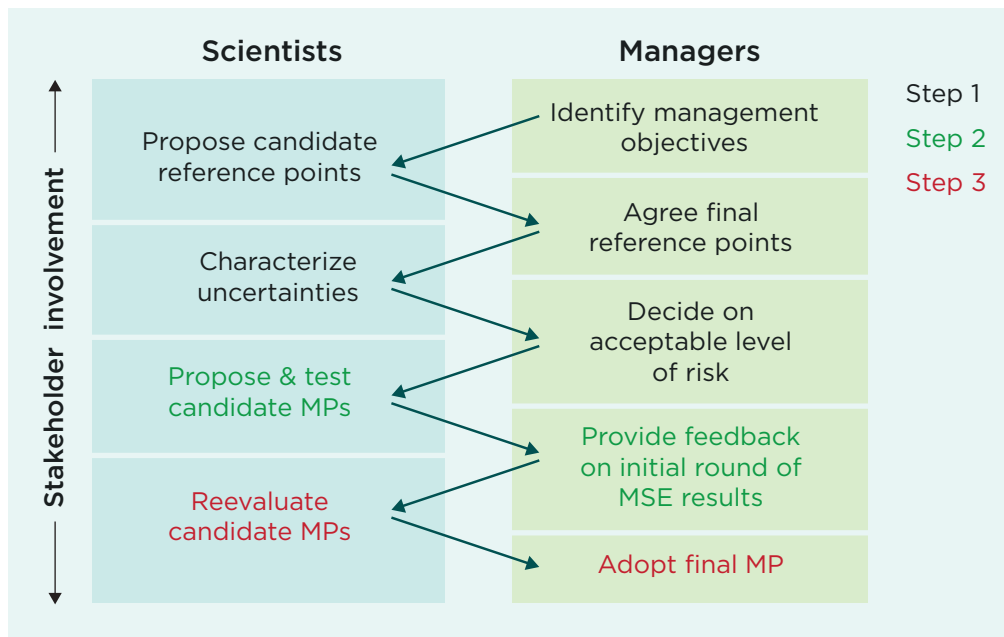 Scientists
Managers
Step 1
Step 2
Step 3
Stakeholder involvement
Identify management
objectives
Propose candidate
reference points
Agree final
reference points
Characterize
uncertainties
Decide on
acceptable level
of risk
Propose & test
candidate MPs
Provide feedback
on initial round of
MSE results
Reevaluate
candidate MPs
Adopt final MP